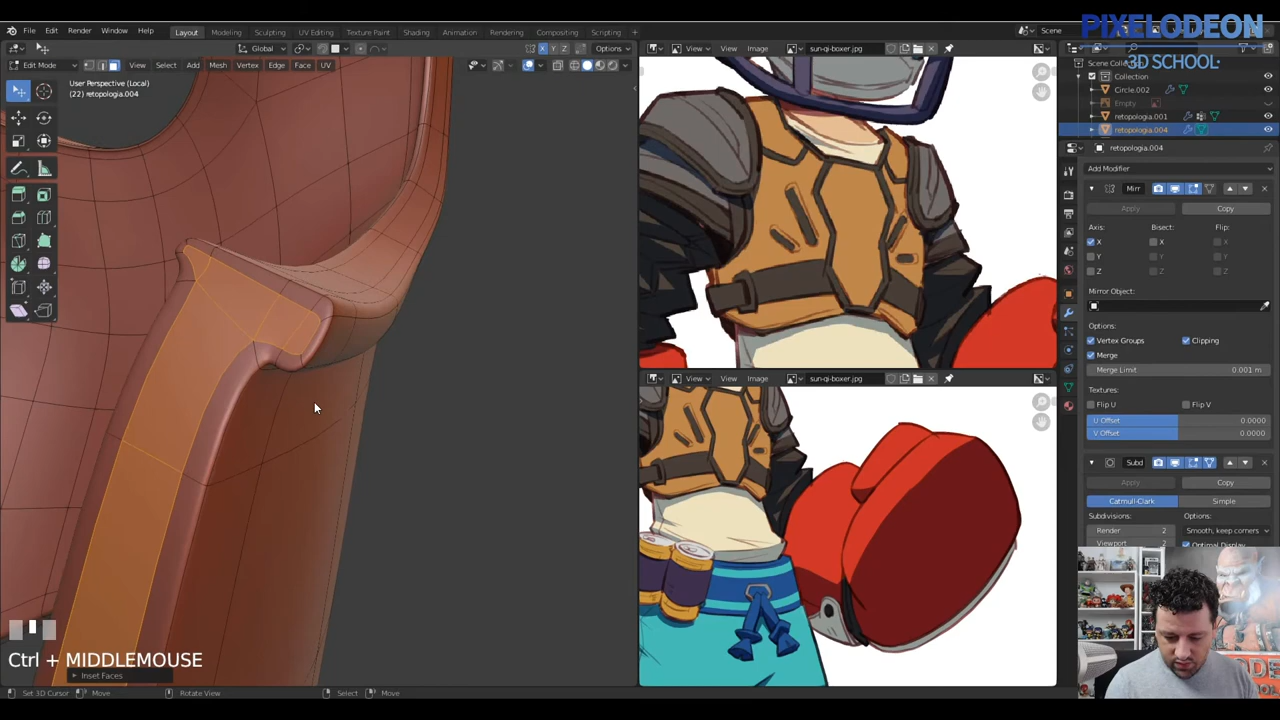 File Edit Render Window Help Layout Modeling Sculpting UV Editing Texture Paint Shading Animation Rendering Compositing Scripting
PIXELODEON
3D SCHOOL
Scene
Global Options
View Image sun-qi-boxer.jpg
Edit Mode View Select Add Mesh Vertex Edge Face UV
X Y Z
User Perspective (Local)
(22) retopologia.004
Collection
Circle.002
Empty
retopologia.001
retopologia.004
retopologia.004
Add Modifier
Mirr
Apply Copy
Axis: Bisect: Flip:
X X X
Y Y Y
Z Z Z
Mirror Object:
Options:
Vertex Groups Clipping
Merge
Merge Limit 0.001 m
Textures:
Flip U Flip V
U Offset 0.0000
V Offset 0.0000
View Image sun-qi-boxer.jpg
Subd
Apply Copy
Catmull-Clark Simple
Subdivisions: Options:
Render 2 Smooth, keep corners
Viewport 2 Optimal Display
Ctrl + MIDDLEMOUSE
Inset Faces
Set 3D Cursor Move Rotate View Select Move